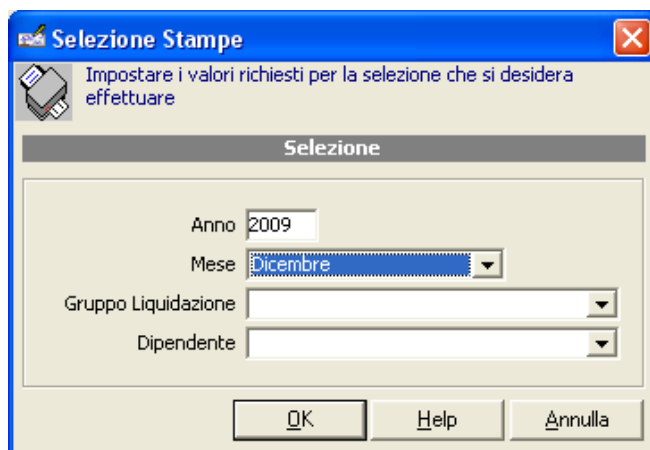 Selezione Stampe
Impostare i valori richiesti per la selezione che si desidera
effettuare
Selezione
Anno 2009
Mese Dicembre
Gruppo Liquidazione
Dipendente
OK Help Annulla